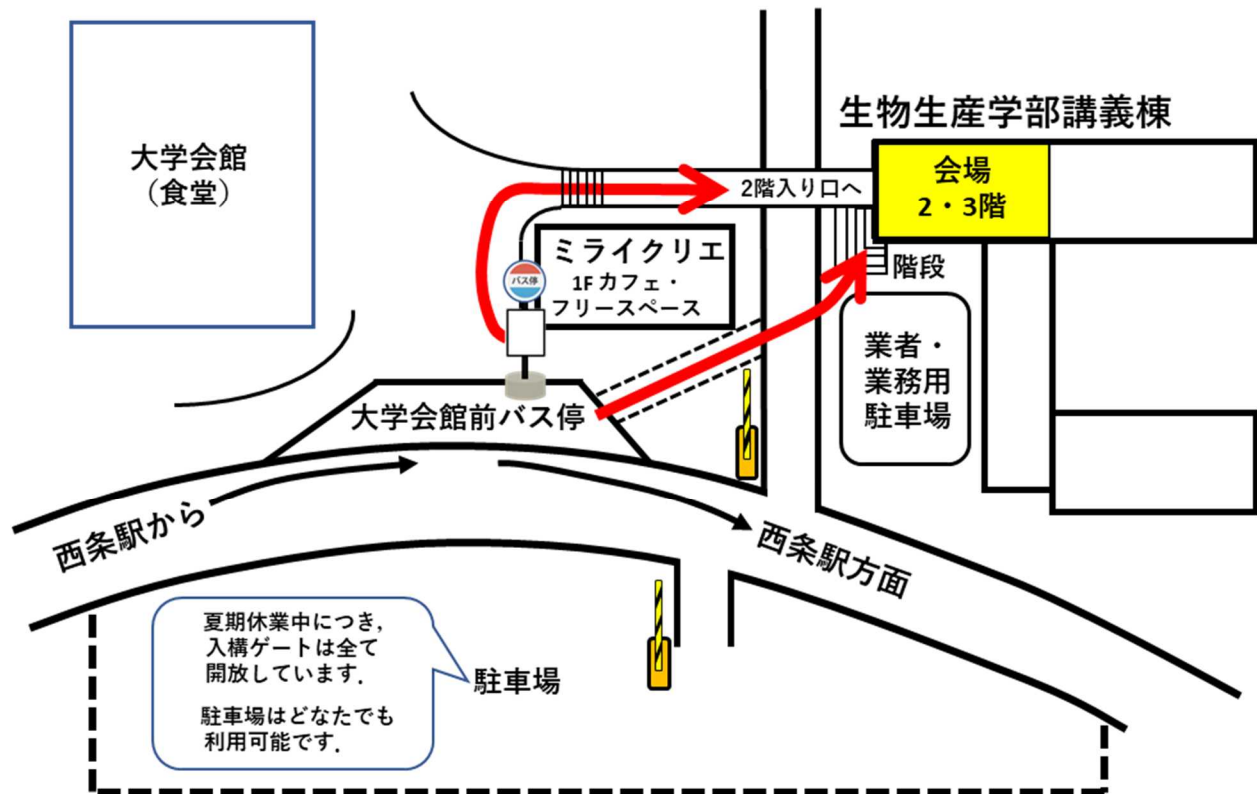 大学会館
(食堂)
生物生産学部講義棟
会場
2・3階
2階入り口へ
ミライクリエ
1F カフェ・
フリースペース
バス停
階段
業者・
業務用
駐車場
大学会館前バス停
西条駅から
西条駅方面
夏期休業中につき,
入構ゲートは全て
開放しています.
駐車場はどなたでも
利用可能です.
駐車場